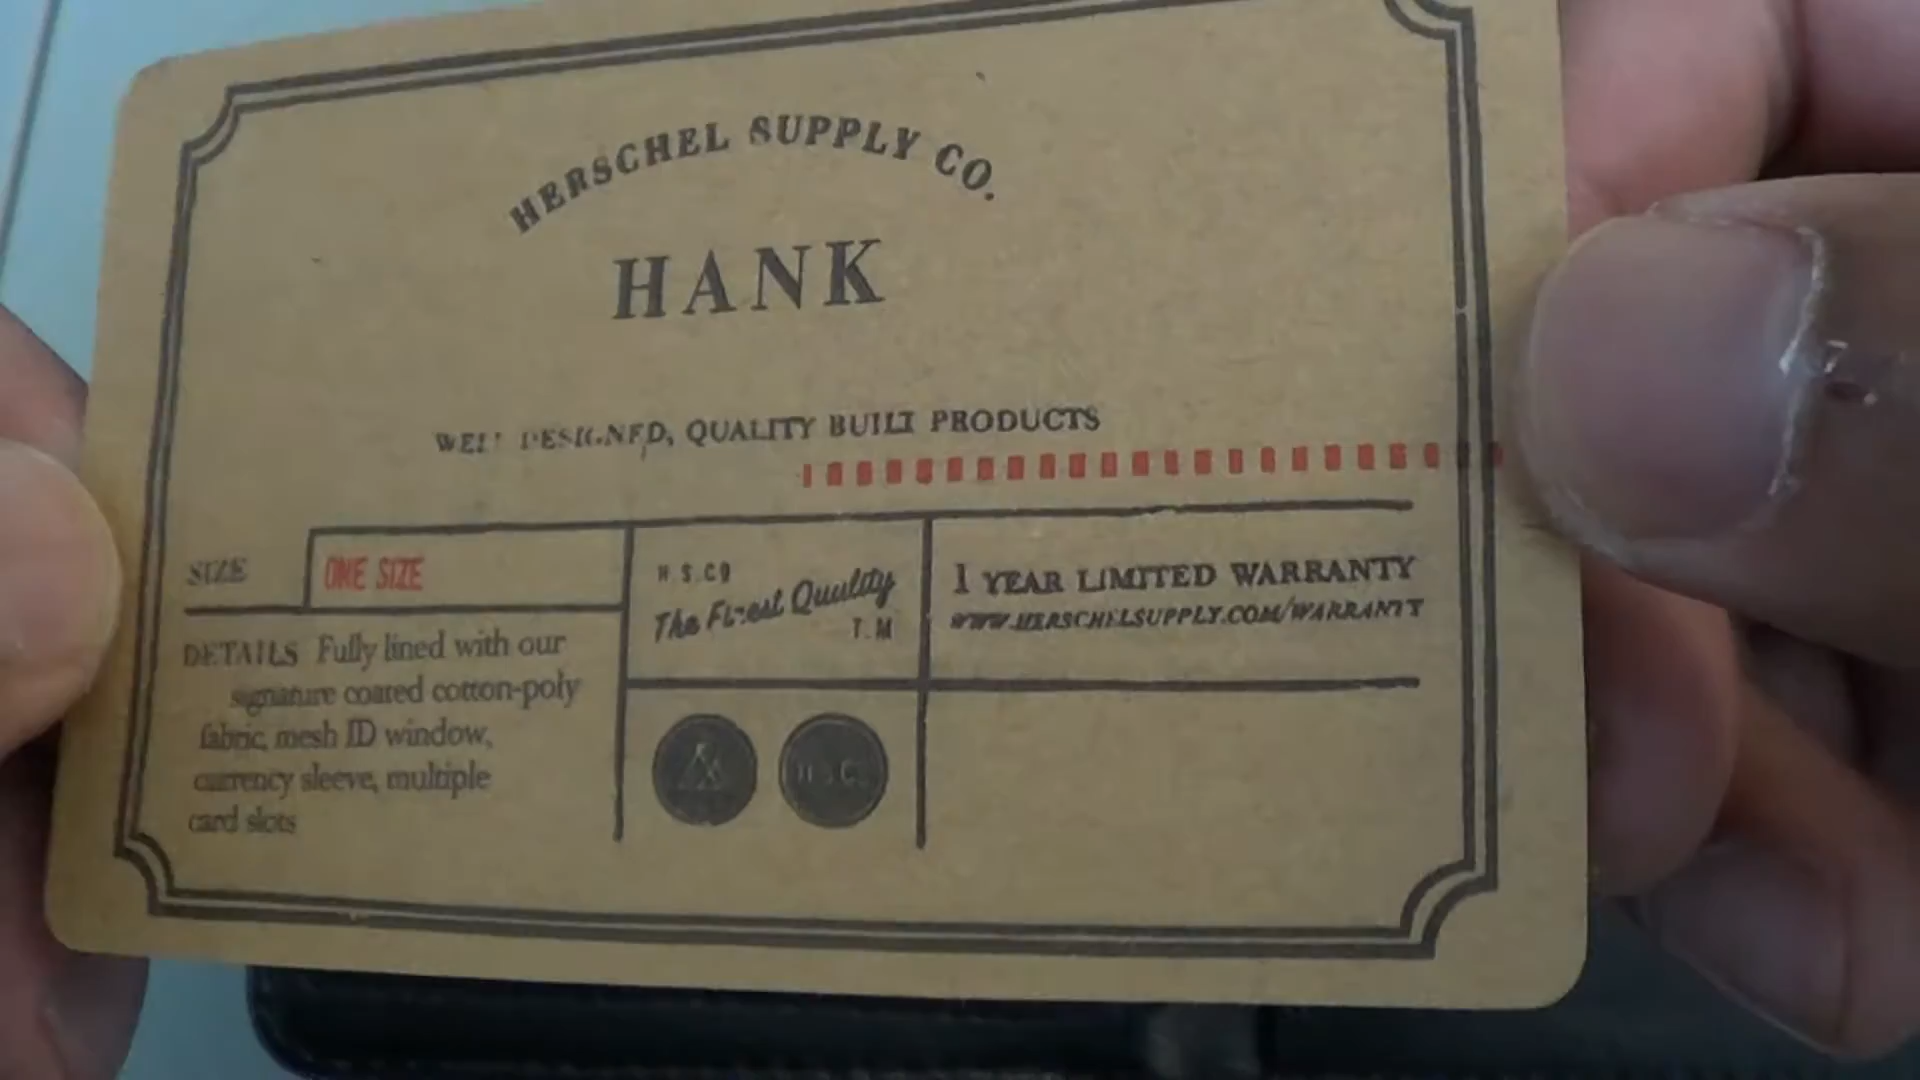 HERSCHEL SUPPLY CO.
HANK
WELL DESIGNED, QUALITY BUILT PRODUCTS
SIZE ONE SIZE
DETAILS Fully lined with our
signature coated cotton-poly
fabric, mesh ID window,
currency sleeve, multiple
card slots
H.S.CO
The Finest Quality
T.M
1 YEAR LIMITED WARRANTY
WWW.HERSCHELSUPPLY.COM/WARRANTY
H.S.C.